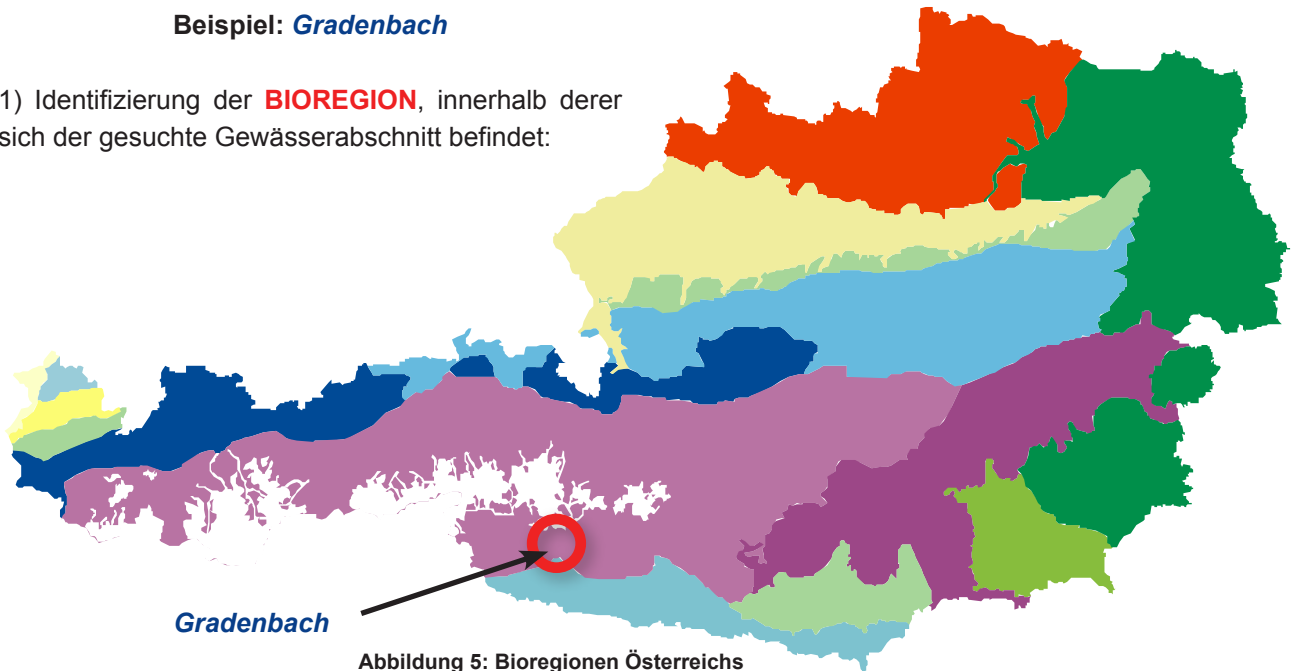 Beispiel: Gradenbach
1) Identifizierung der BIOREGION, innerhalb derer
sich der gesuchte Gewässerabschnitt befindet:
Gradenbach
Abbildung 5: Bioregionen Österreichs